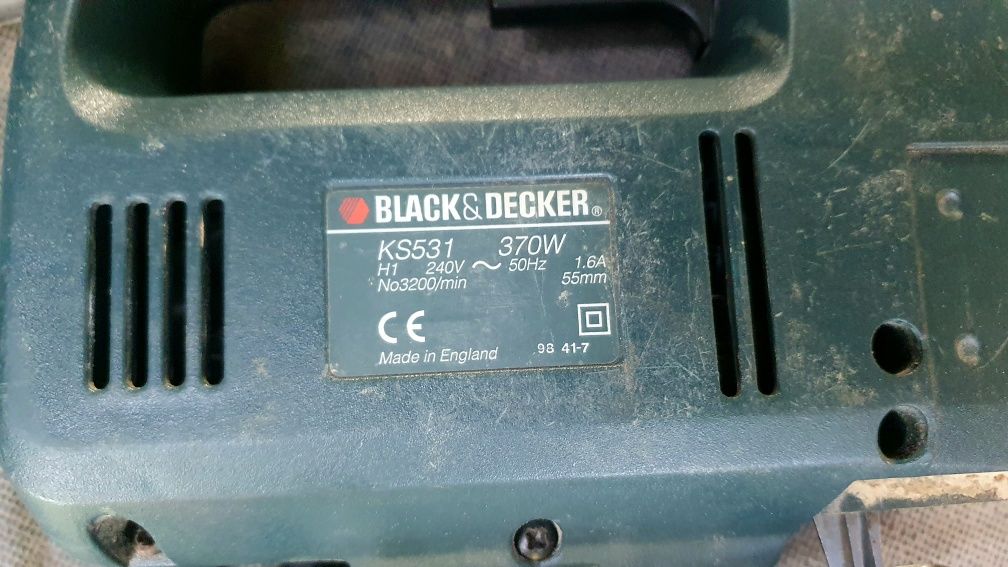 BLACK & DECKER®
KS531 370W
H1 240V ~ 50Hz 1.6A
No3200/min 55mm
CE
Made in England 98 41-7